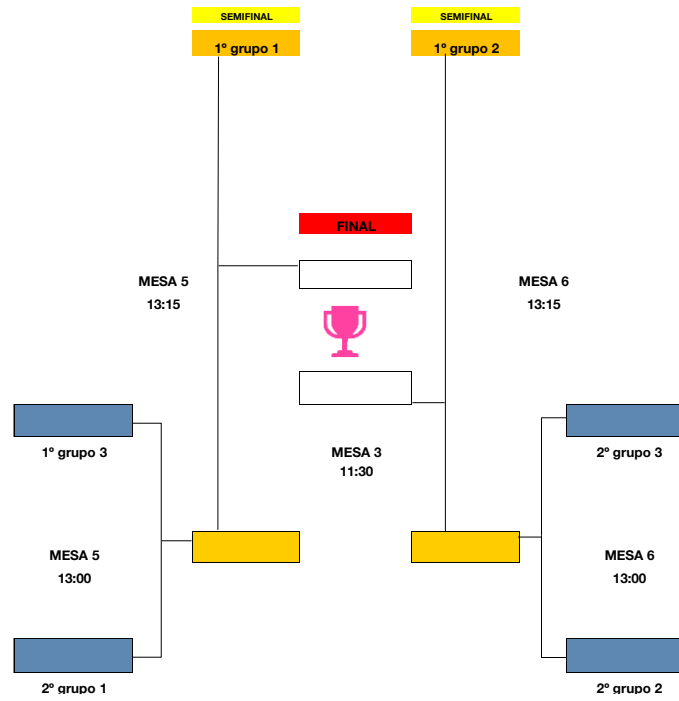 SEMIFINAL
SEMIFINAL
1º grupo 1
1º grupo 2
FINAL
MESA 5
13:15
MESA 6
13:15
1º grupo 3
MESA 3
11:30
2º grupo 3
MESA 5
13:00
MESA 6
13:00
2º grupo 1
2º grupo 2